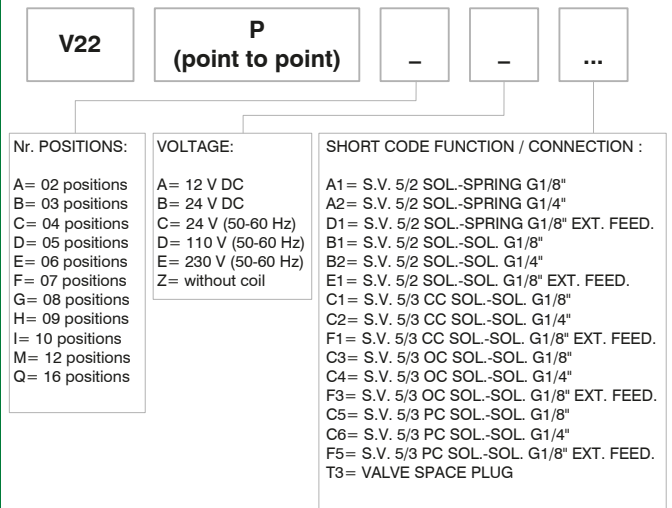 V22
P
(point to point)
_
_
...
Nr. POSITIONS:
A= 02 positions
B= 03 positions
C= 04 positions
D= 05 positions
E= 06 positions
F= 07 positions
G= 08 positions
H= 09 positions
I= 10 positions
M= 12 positions
Q= 16 positions
VOLTAGE:
A= 12 V DC
B= 24 V DC
C= 24 V (50-60 Hz)
D= 110 V (50-60 Hz)
E= 230 V (50-60 Hz)
Z= without coil
SHORT CODE FUNCTION / CONNECTION :
A1= S.V. 5/2 SOL.-SPRING G1/8"
A2= S.V. 5/2 SOL.-SPRING G1/4"
D1= S.V. 5/2 SOL.-SPRING G1/8" EXT. FEED.
B1= S.V. 5/2 SOL.-SOL. G1/8"
B2= S.V. 5/2 SOL.-SOL. G1/4"
E1= S.V. 5/2 SOL.-SOL. G1/8" EXT. FEED.
C1= S.V. 5/3 CC SOL.-SOL. G1/8"
C2= S.V. 5/3 CC SOL.-SOL. G1/4"
F1= S.V. 5/3 CC SOL.-SOL. G1/8" EXT. FEED.
C3= S.V. 5/3 OC SOL.-SOL. G1/8"
C4= S.V. 5/3 OC SOL.-SOL. G1/4"
F3= S.V. 5/3 OC SOL.-SOL. G1/8" EXT. FEED.
C5= S.V. 5/3 PC SOL.-SOL. G1/8"
C6= S.V. 5/3 PC SOL.-SOL. G1/4"
F5= S.V. 5/3 PC SOL.-SOL. G1/8" EXT. FEED.
T3= VALVE SPACE PLUG